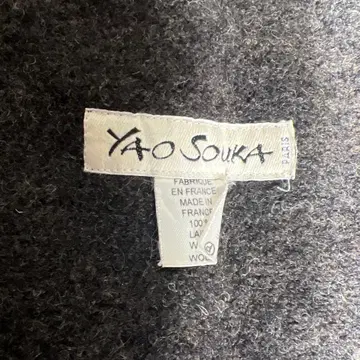 YAO SOUKA
PARIS
FABRIQUE
EN FRANCE
MADE IN
FRANCE
100